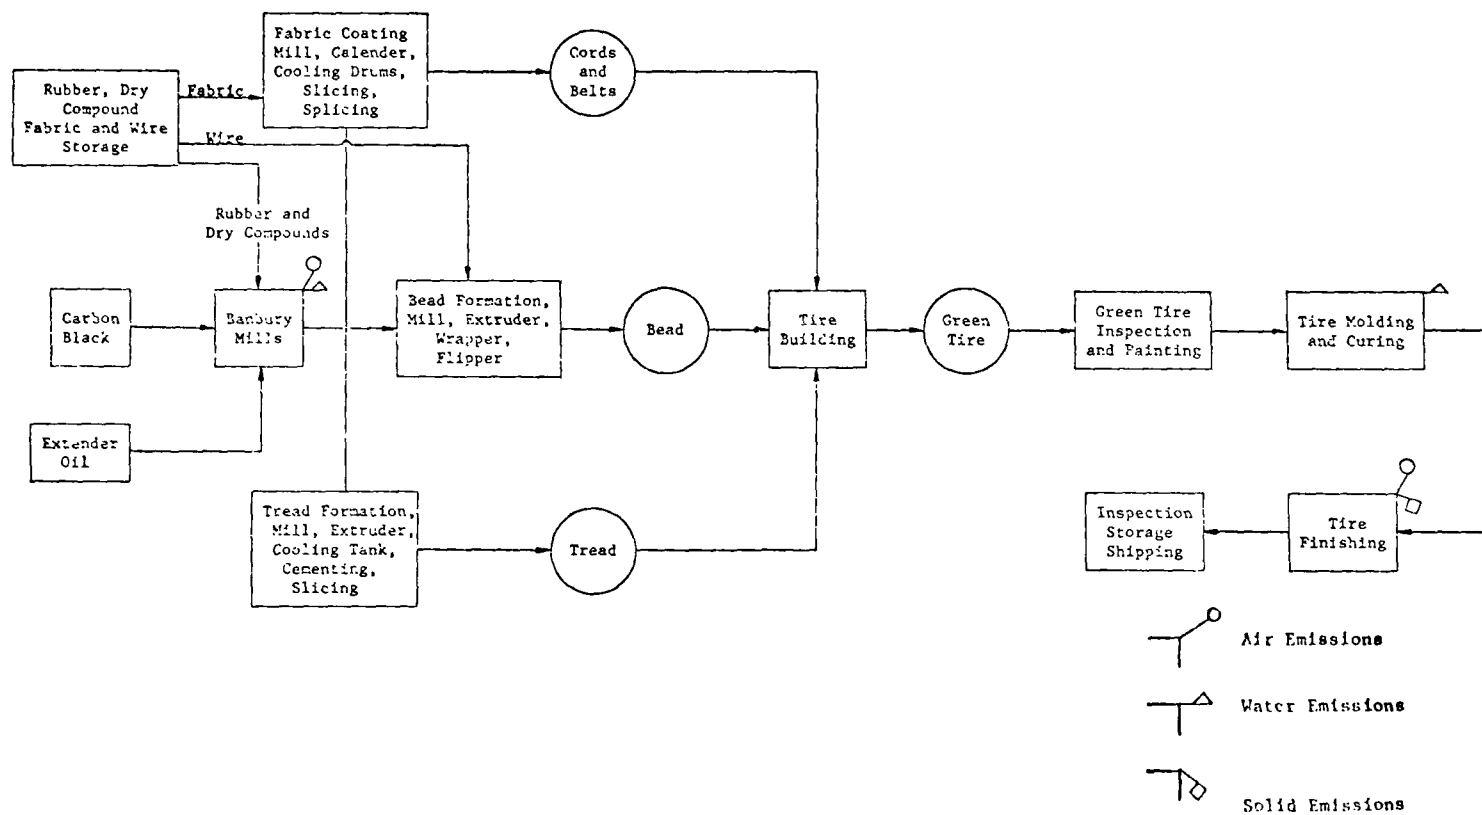 Rubber, Dry
Compound
Fabric and Wire
Storage
Fabric
Wire
Fabric Coating
Mill, Calender,
Cooling Drums,
Slicing,
Splicing
Cords
and
Belts
Rubber and
Dry Compounds
Carbon
Black
Banbury
Mills
Extender
Oil
Bead Formation,
Mill, Extruder,
Wrapper,
Flipper
Bead
Tread Formation,
Mill, Extruder,
Cooling Tank,
Cementing,
Slicing
Tread
Tire
Building
Green
Tire
Green Tire
Inspection
and Painting
Tire Molding
and Curing
Tire
Finishing
Inspection
Storage
Shipping
Air Emissions
Water Emissions
Solid Emissions